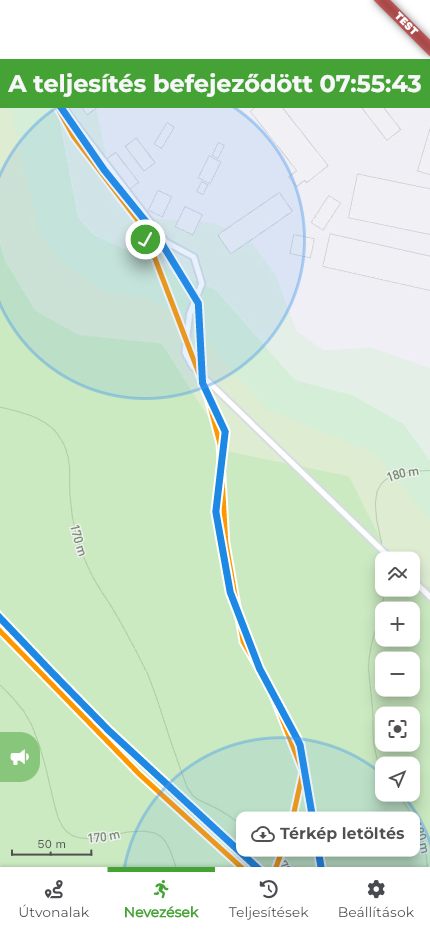 TEST
A teljesítés befejeződött 07:55:43
180 m
170 m
50 m
170 m
Térkép letöltés
Útvonalak
Nevezések
Teljesítések
Beállítások